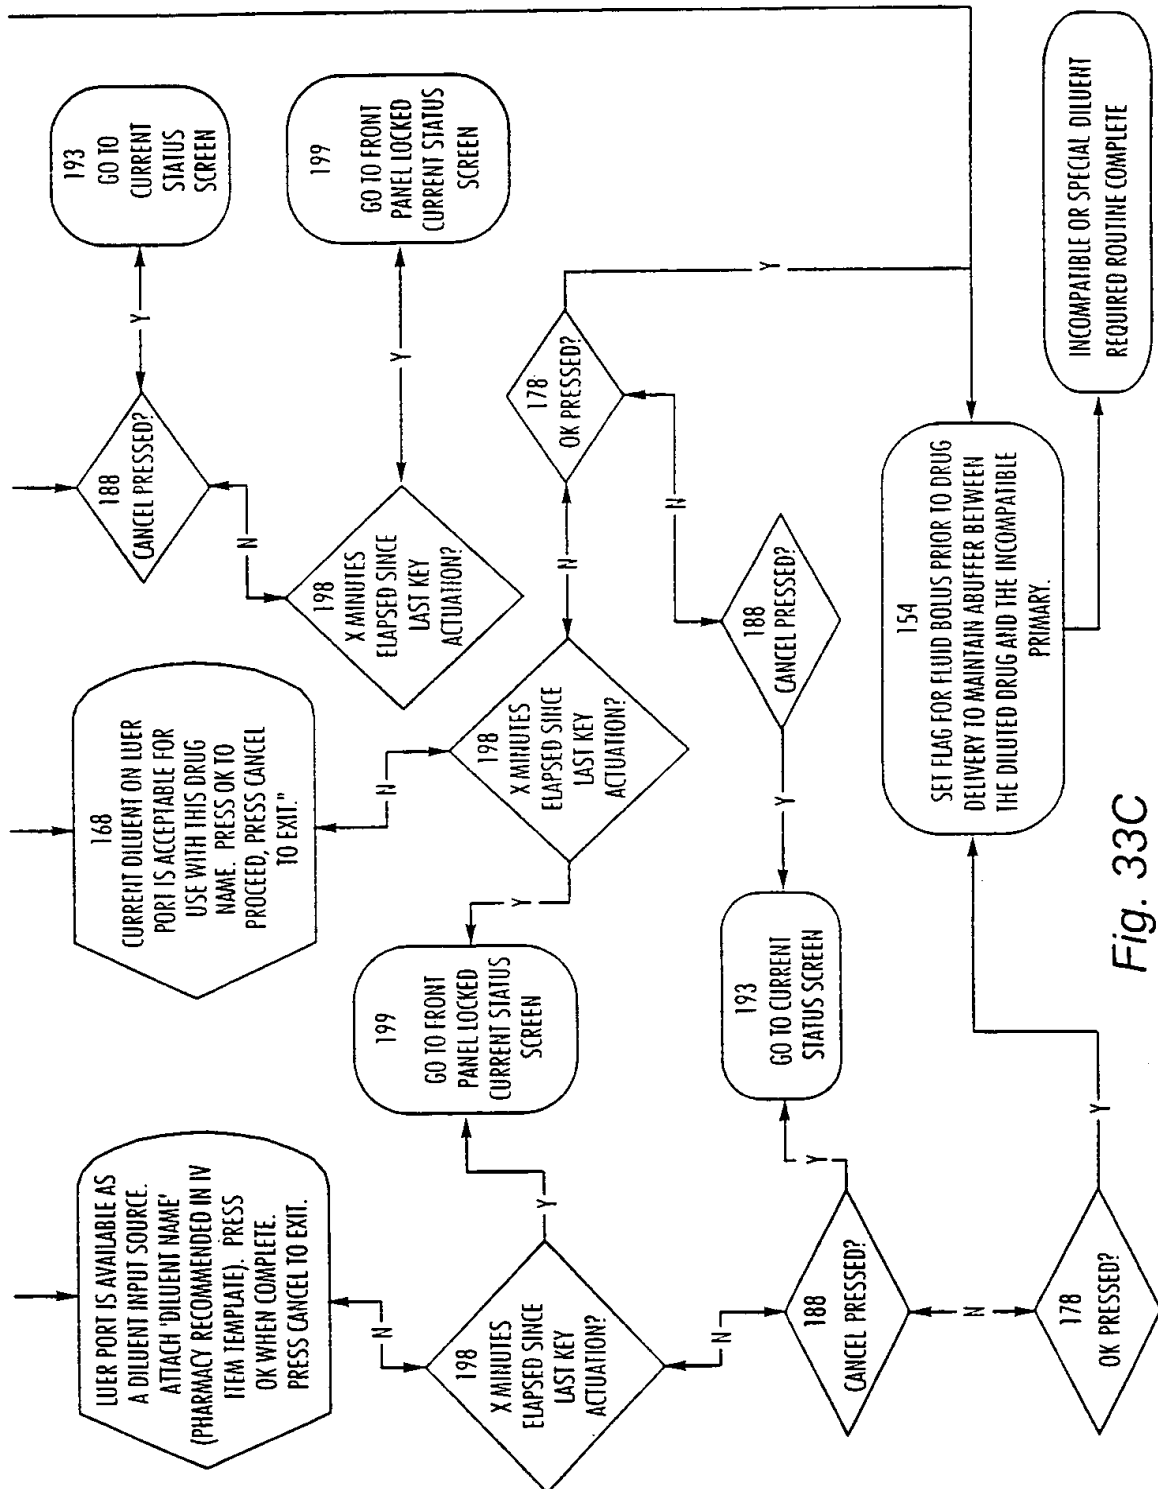 LUER PORT IS AVAILABLE AS
A DILUENT INPUT SOURCE.
ATTACH 'DILUENT NAME'
(PHARMACY RECOMMENDED IN IV
ITEM TEMPLATE). PRESS
OK WHEN COMPLETE.
PRESS CANCEL TO EXIT.
N
198
X MINUTES
ELAPSED SINCE
LAST KEY
ACTUATION?
Y
N
188
CANCEL PRESSED?
Y
N
178
OK PRESSED?
Y
199
GO TO FRONT
PANEL LOCKED
CURRENT STATUS
SCREEN
193
GO TO CURRENT
STATUS SCREEN
168
CURRENT DILUENT ON LUER
PORT IS ACCEPTABLE FOR
USE WITH THIS DRUG
NAME. PRESS OK TO
PROCEED, PRESS CANCEL
TO EXIT."
N
198
X MINUTES
ELAPSED SINCE
LAST KEY
ACTUATION?
Y
N
178
OK PRESSED?
Y
N
188
CANCEL PRESSED?
Y
188
CANCEL PRESSED?
Y
193
GO TO
CURRENT
STATUS
SCREEN
N
198
X MINUTES
ELAPSED SINCE
LAST KEY
ACTUATION?
Y
199
GO TO FRONT
PANEL LOCKED
CURRENT STATUS
SCREEN
154
SET FLAG FOR FLUID BOLUS PRIOR TO DRUG
DELIVERY TO MAINTAIN ABUFFER BETWEEN
THE DILUTED DRUG AND THE INCOMPATIBLE
PRIMARY.
INCOMPATIBLE OR SPECIAL DILUENT
REQUIRED ROUTINE COMPLETE
Fig. 33C